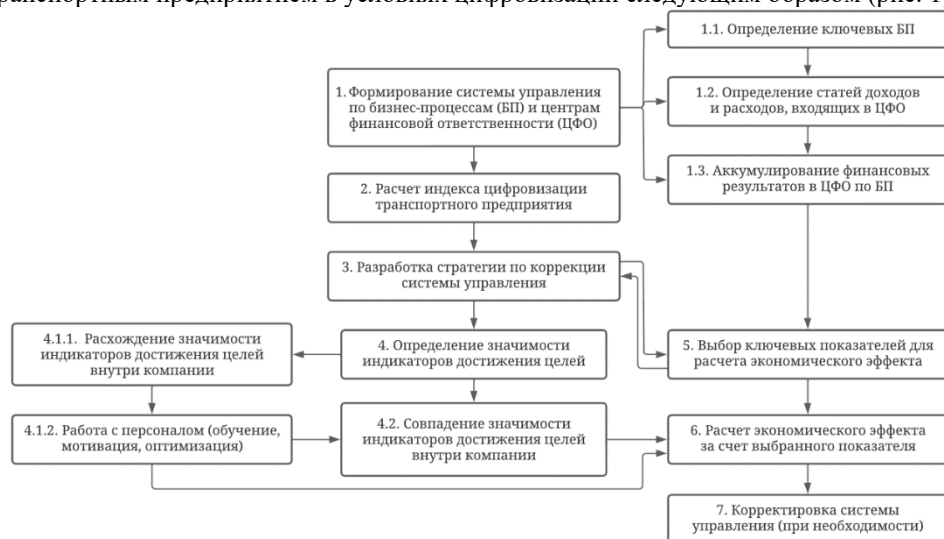 транспортным предприятием в условиях цифровизации следующим образом (рис. 1
1.1. Определение ключевых БП
1. Формирование системы управления
по бизнес-процессам (БП) и центрам
финансовой ответственности (ЦФО)
1.2. Определение статей доходов
и расходов, входящих в ЦФО
1.3. Аккумулирование финансовых
результатов в ЦФО по БП
2. Расчет индекса цифровизации
транспортного предприятия
3. Разработка стратегии по коррекции
системы управления
4.1.1. Расхождение значимости
индикаторов достижения целей
внутри компании
4. Определение значимости
индикаторов достижения целей
5. Выбор ключевых показателей для
расчета экономического эффекта
4.1.2. Работа с персоналом (обучение,
мотивация, оптимизация)
4.2. Совпадение значимости
индикаторов достижения целей
внутри компании
6. Расчет экономического эффекта
за счет выбранного показателя
7. Корректировка системы
управления (при необходимости)